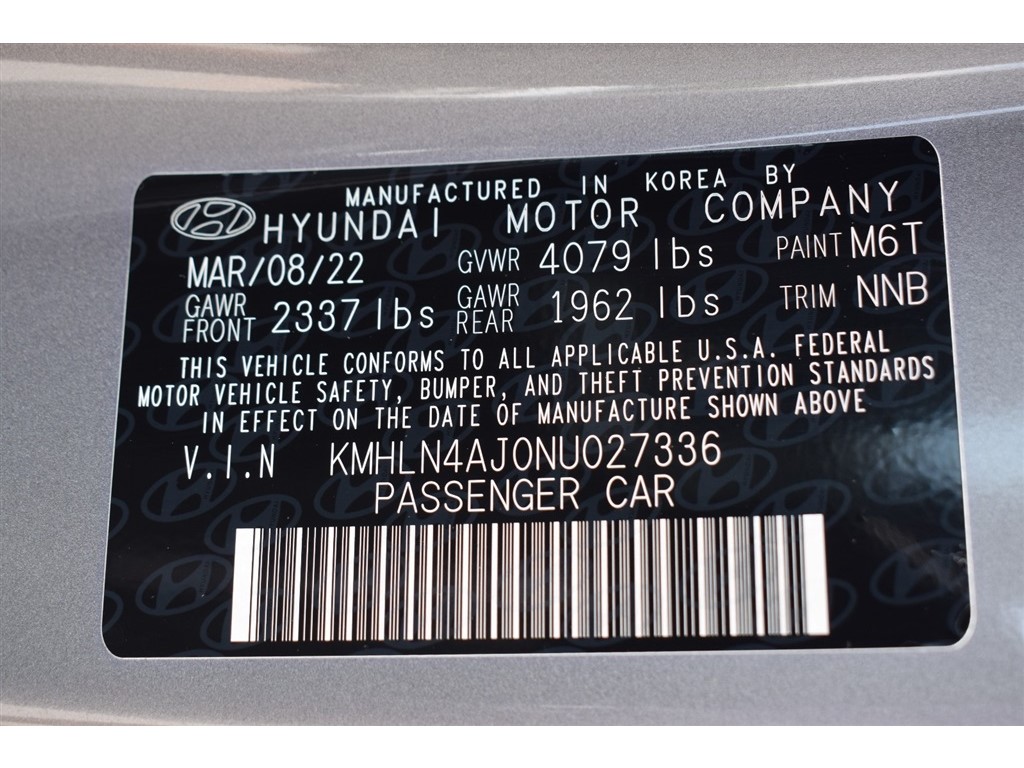 MANUFACTURED IN KOREA BY
HYUNDAI MOTOR COMPANY
MAR/08/22 GVWR 4079 lbs PAINT M6T
GAWR FRONT 2337 lbs GAWR REAR 1962 lbs TRIM NNB
THIS VEHICLE CONFORMS TO ALL APPLICABLE U.S.A. FEDERAL
MOTOR VEHICLE SAFETY, BUMPER, AND THEFT PREVENTION STANDARDS
IN EFFECT ON THE DATE OF MANUFACTURE SHOWN ABOVE
V.I.N KMHLN4AJ0NU027336
PASSENGER CAR